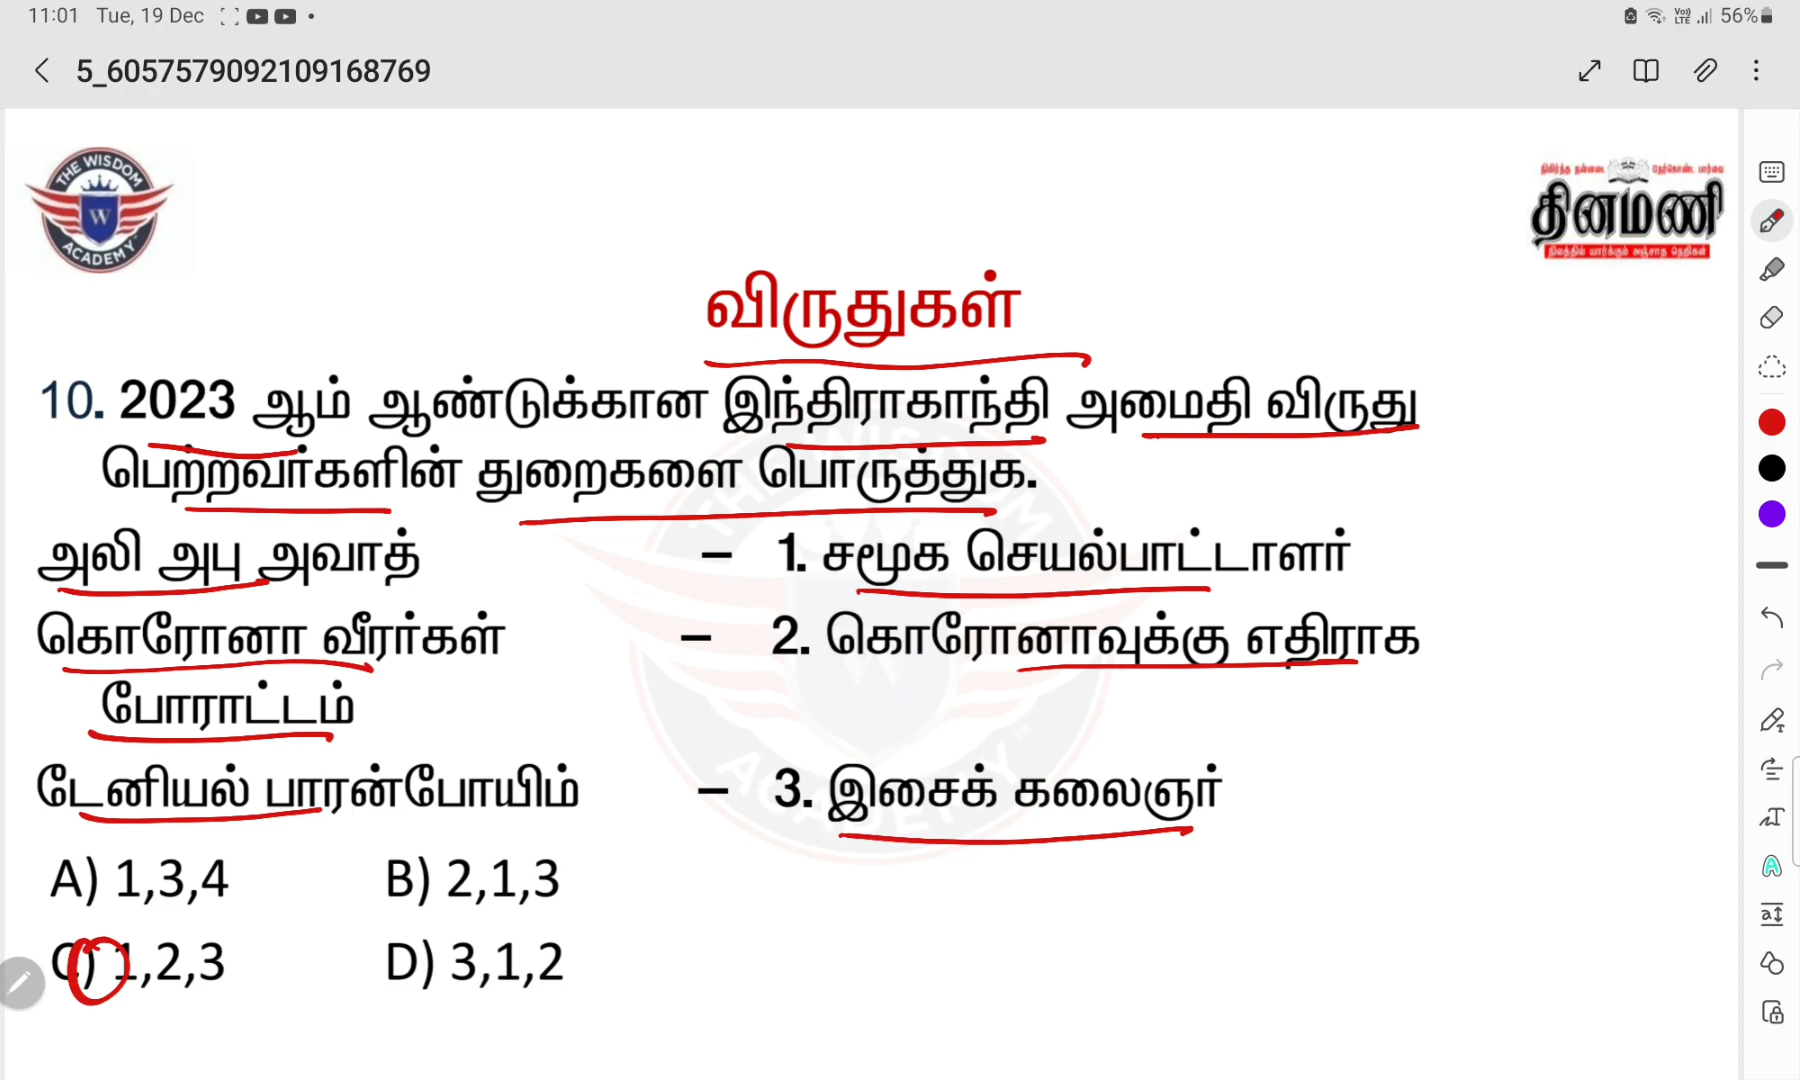 11:01 Tue, 19 Dec
56%
5_6057579092109168769
THE WISDOM
W
ACADEMY
தினமணி
விருதுகள்
10. 2023 ஆம் ஆண்டுக்கான இந்திராகாந்தி அமைதி விருது
பெற்றவர்களின் துறைகளை பொருத்துக.
அலி அபு அவாத் – 1. சமூக செயல்பாட்டாளர்
கொரோனா வீரர்கள் – 2. கொரோனாவுக்கு எதிராக
போராட்டம்
டேனியல் பாரன்போயிம் – 3. இசைக் கலைஞர்
A) 1,3,4 B) 2,1,3
C) 1,2,3 D) 3,1,2